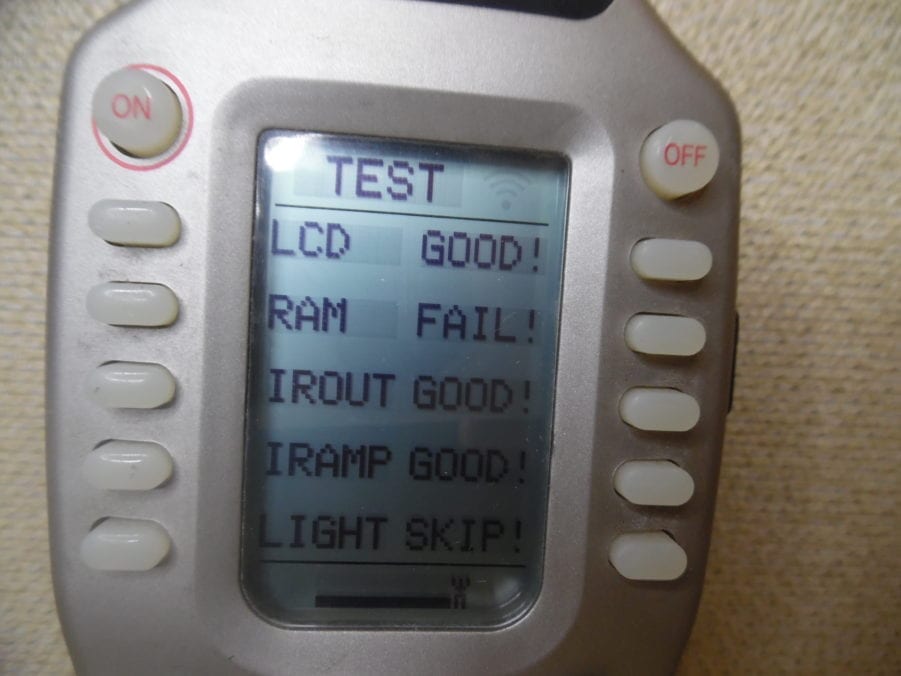 ON
OFF
TEST
LCD GOOD!
RAM FAIL!
IROUT GOOD!
IRAMP GOOD!
LIGHT SKIP!